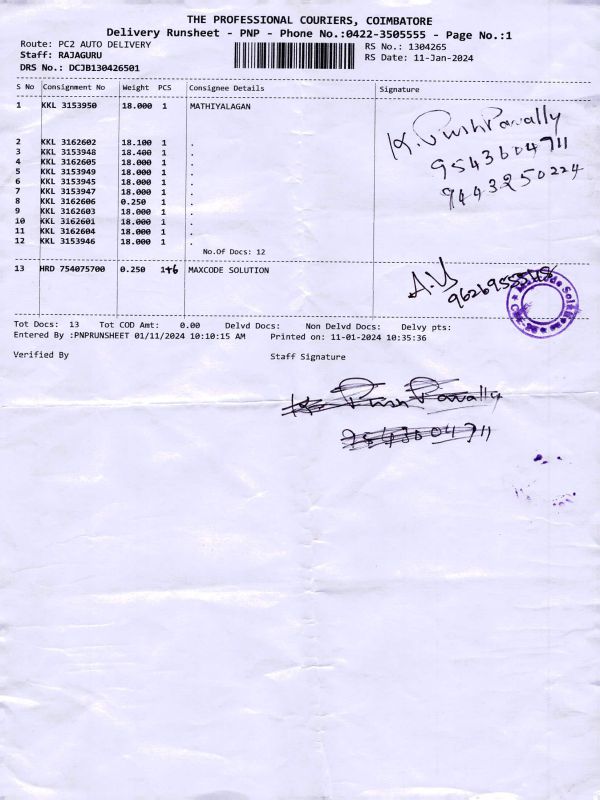 THE PROFESSIONAL COURIERS, COIMBATORE
Delivery Runsheet - PNP - Phone No.:0422-3505555 - Page No.:1
Route: PC2 AUTO DELIVERY RS No.: 1304265
Staff: RAJAGURU RS Date: 11-Jan-2024
DRS No.: DCJB130426501
S No Consignment No Weight PCS Consignee Details Signature
1 KKL 3153950 18.000 1 MATHIYALAGAN
K.
9543604711
9443250224
2 KKL 3162602 18.100 1 .
3 KKL 3153948 18.400 1 .
4 KKL 3162605 18.000 1 .
5 KKL 3153949 18.000 1 .
6 KKL 3153945 18.000 1 .
7 KKL 3153947 18.000 1 .
8 KKL 3162606 0.250 1 .
9 KKL 3162603 18.000 1 .
10 KKL 3162601 18.000 1 .
11 KKL 3162604 18.000 1 .
12 KKL 3153946 18.000 1 .
No.Of Docs: 12
13 HRD 754075700 0.250 1+6 MAXCODE SOLUTION
Tot Docs: 13 Tot COD Amt: 0.00 Delvd Docs: Non Delvd Docs: Delvy pts:
Entered By :PNPRUNSHEET 01/11/2024 10:10:15 AM Printed on: 11-01-2024 10:35:36
Verified By Staff Signature